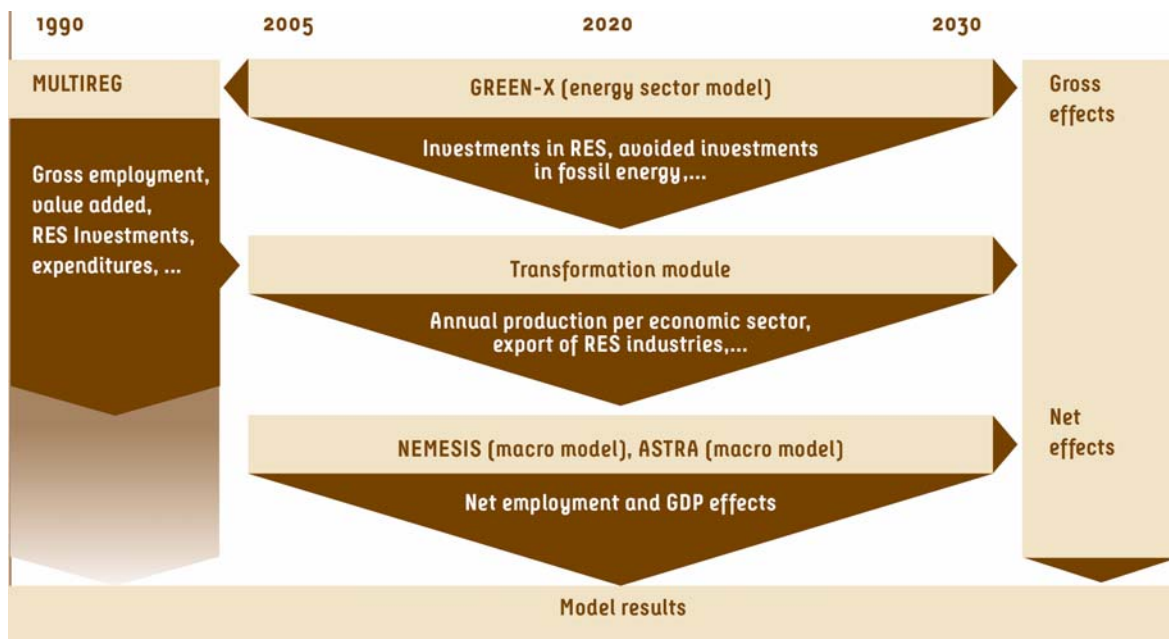 1990 2005 2020 2030
MULTIREG
GREEN-X (energy sector model)
Gross
effects
Investments in RES, avoided investments
in fossil energy,...
Gross employment,
value added,
RES Investments,
expenditures, ...
Transformation module
Annual production per economic sector,
export of RES industries,...
NEMESIS (macro model), ASTRA (macro model)
Net
effects
Net employment and GDP effects
Model results